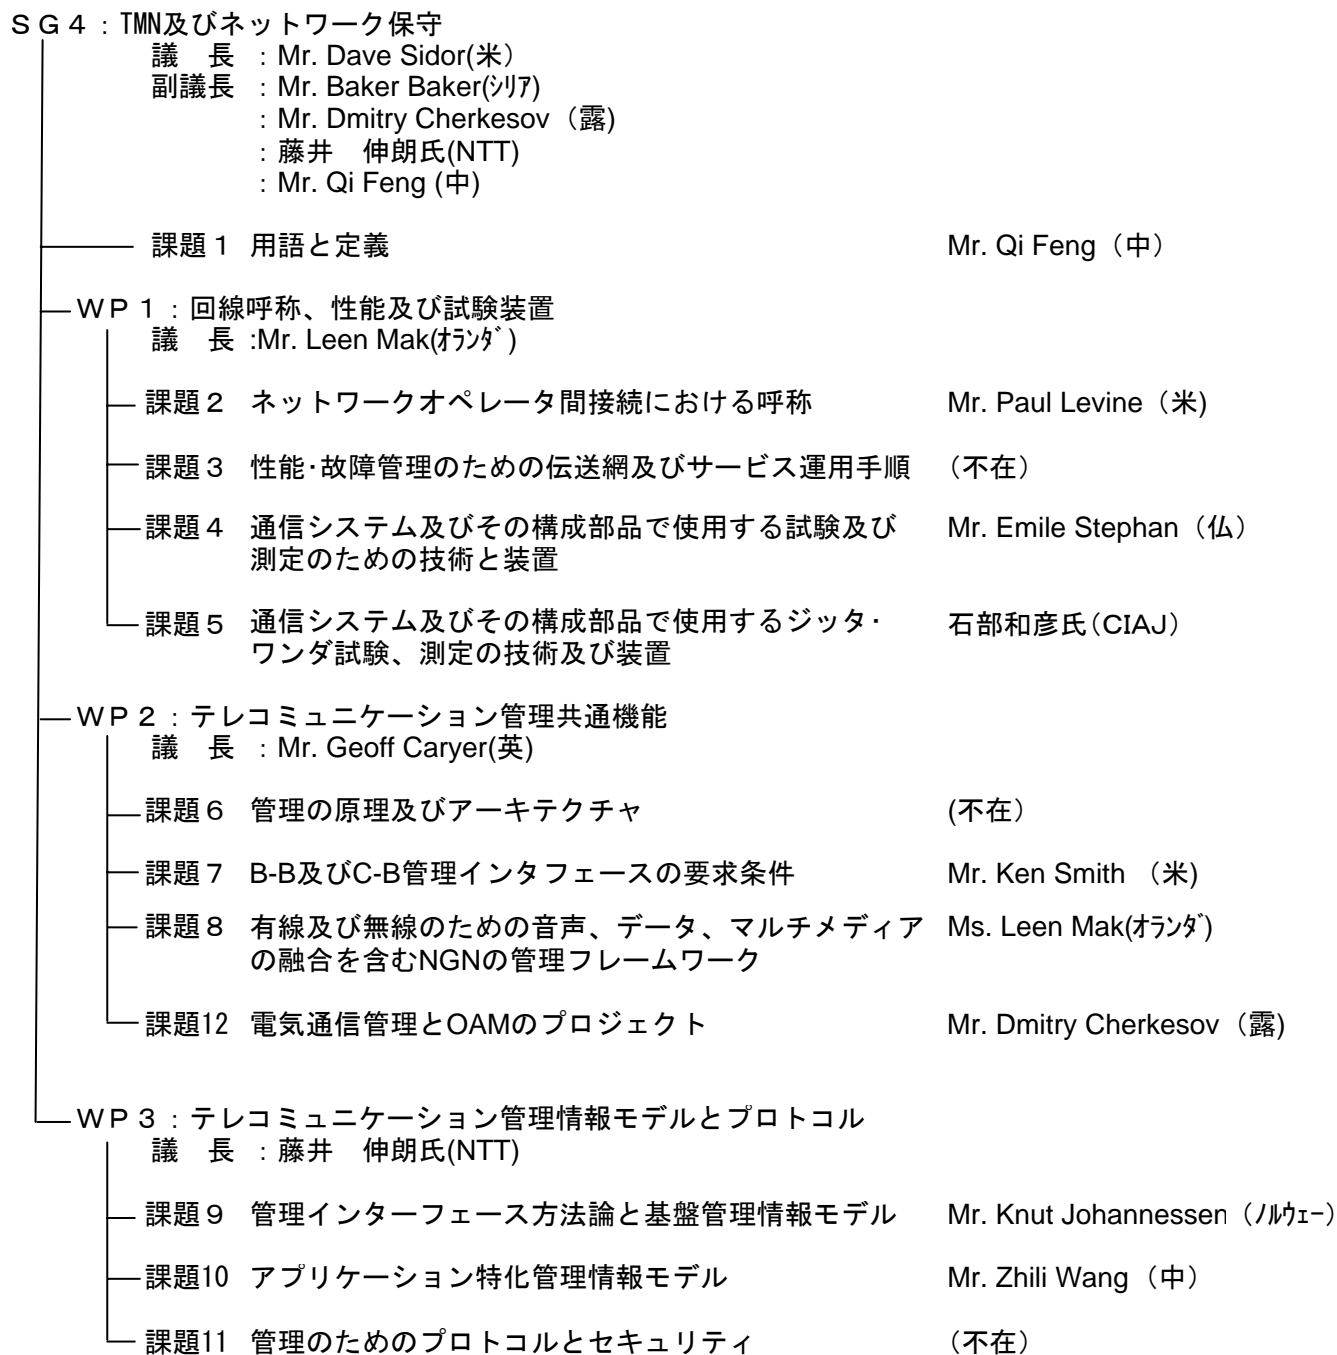 ＳＧ４：TMN及びネットワーク保守
議　長 ：Mr. Dave Sidor(米）
副議長 ：Mr. Baker Baker(ｼﾘｱ)
：Mr. Dmitry Cherkesov（露)
：藤井　伸朗氏(NTT)
：Mr. Qi Feng (中)
課題１ 用語と定義 Mr. Qi Feng（中）
ＷＰ１：回線呼称、性能及び試験装置
議　長 :Mr. Leen Mak(ｵﾗﾝﾀﾞ)
課題２ ネットワークオペレータ間接続における呼称 Mr. Paul Levine（米)
課題３ 性能･故障管理のための伝送網及びサービス運用手順 （不在）
課題４ 通信システム及びその構成部品で使用する試験及び Mr. Emile Stephan（仏）
測定のための技術と装置
課題５ 通信システム及びその構成部品で使用するジッタ･ 石部和彦氏（CIAJ）
ワンダ試験、測定の技術及び装置
ＷＰ２：テレコミュニケーション管理共通機能
議　長 ：Mr. Geoff Caryer(英)
課題６ 管理の原理及びアーキテクチャ (不在）
課題７ B-B及びC-B管理インタフェースの要求条件 Mr. Ken Smith （米)
課題８ 有線及び無線のための音声、データ、マルチメディア Ms. Leen Mak(ｵﾗﾝﾀﾞ)
の融合を含むNGNの管理フレームワーク
課題12 電気通信管理とOAMのプロジェクト Mr. Dmitry Cherkesov（露)
ＷＰ３：テレコミュニケーション管理情報モデルとプロトコル
議　長 ：藤井　伸朗氏(NTT)
課題９ 管理インターフェース方法論と基盤管理情報モデル Mr. Knut Johannessen（ﾉﾙｳｪｰ）
課題10 アプリケーション特化管理情報モデル Mr. Zhili Wang（中）
課題11 管理のためのプロトコルとセキュリティ （不在）